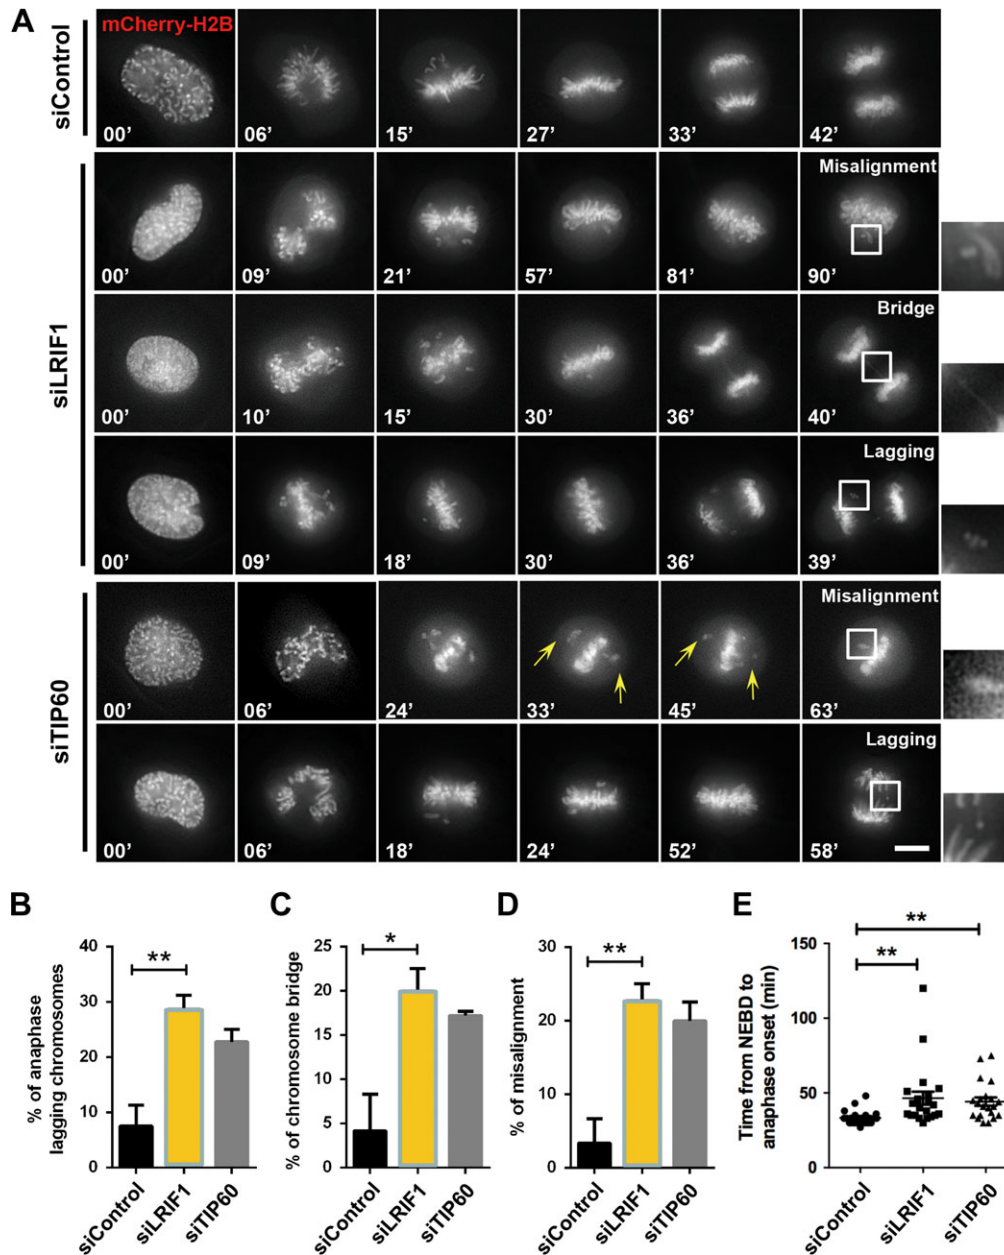 A
mCherry-H2B
siControl
00' 06' 15' 27' 33' 42'
siLRIF1
Misalignment
00' 09' 21' 57' 81' 90'
Bridge
00' 10' 15' 30' 36' 40'
Lagging
00' 09' 18' 30' 36' 39'
siTIP60
Misalignment
00' 06' 24' 33' 45' 63'
Lagging
00' 06' 18' 24' 52' 58'
B
% of anaphase
lagging chromosomes
40
30
20
10
0
**
siControl
siLRIF1
siTIP60
C
% of chromosome bridge
25
20
15
10
5
0
*
siControl
siLRIF1
siTIP60
D
% of misalignment
30
20
10
0
**
siControl
siLRIF1
siTIP60
E
Time from NEBD to
anaphase onset (min)
150
100
50
0
**
**
siControl
siLRIF1
siTIP60